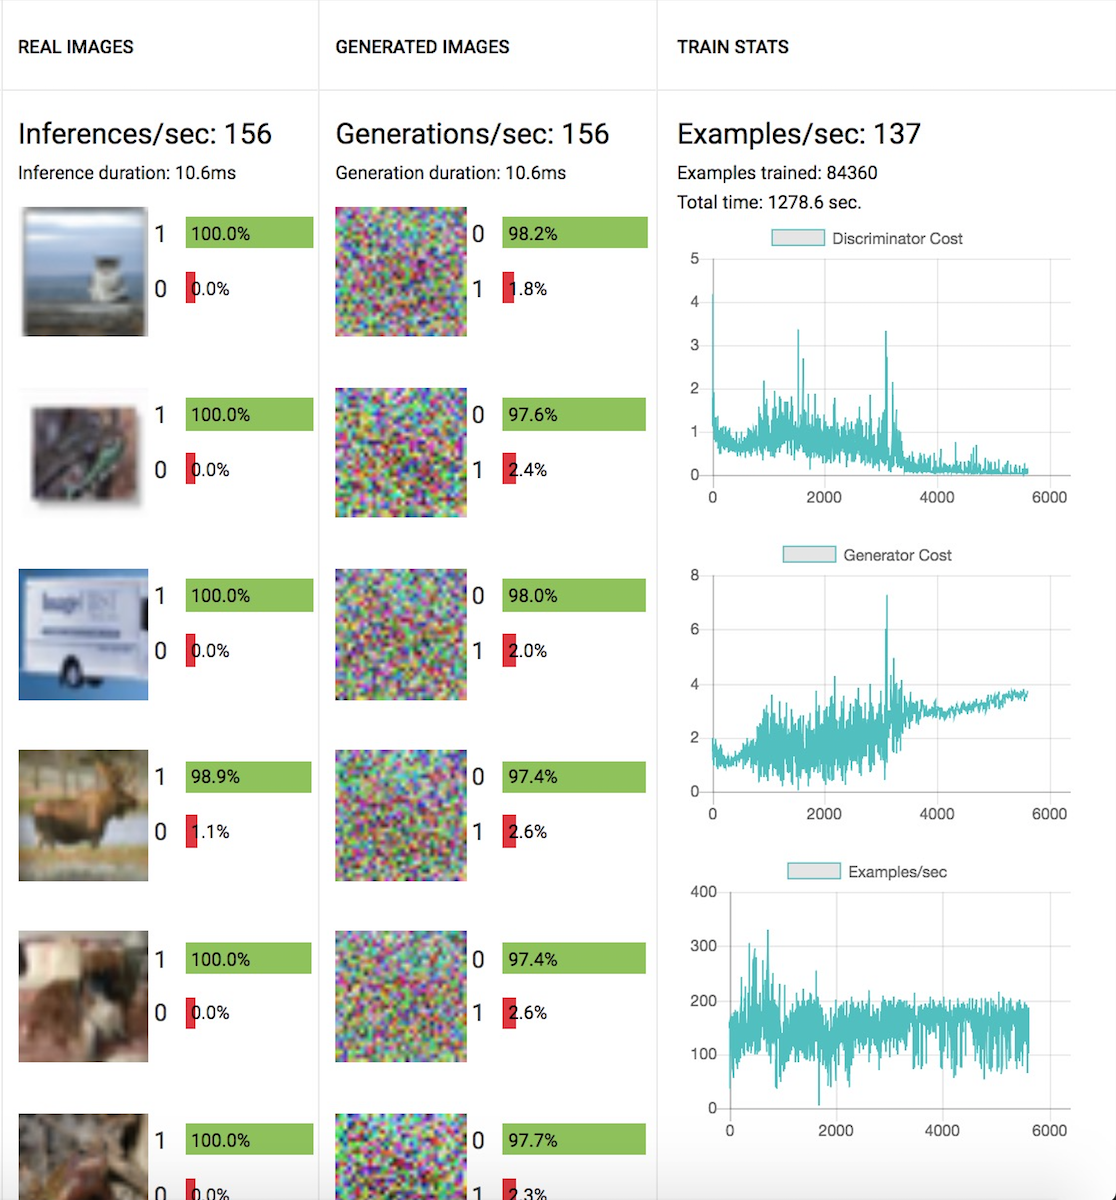 REAL IMAGES
GENERATED IMAGES
TRAIN STATS
Inferences/sec: 156
Inference duration: 10.6ms
1 100.0%
0 0.0%
1 100.0%
0 0.0%
1 100.0%
0 0.0%
1 98.9%
0 1.1%
1 100.0%
0 0.0%
1 100.0%
0 0.0%
Generations/sec: 156
Generation duration: 10.6ms
0 98.2%
1 1.8%
0 97.6%
1 2.4%
0 98.0%
1 2.0%
0 97.4%
1 2.6%
0 97.4%
1 2.6%
0 97.7%
1 2.3%
Examples/sec: 137
Examples trained: 84360
Total time: 1278.6 sec.
Discriminator Cost
5
4
3
2
1
0
0 2000 4000 6000
Generator Cost
8
6
4
2
0
0 2000 4000 6000
Examples/sec
400
300
200
100
0
0 2000 4000 6000